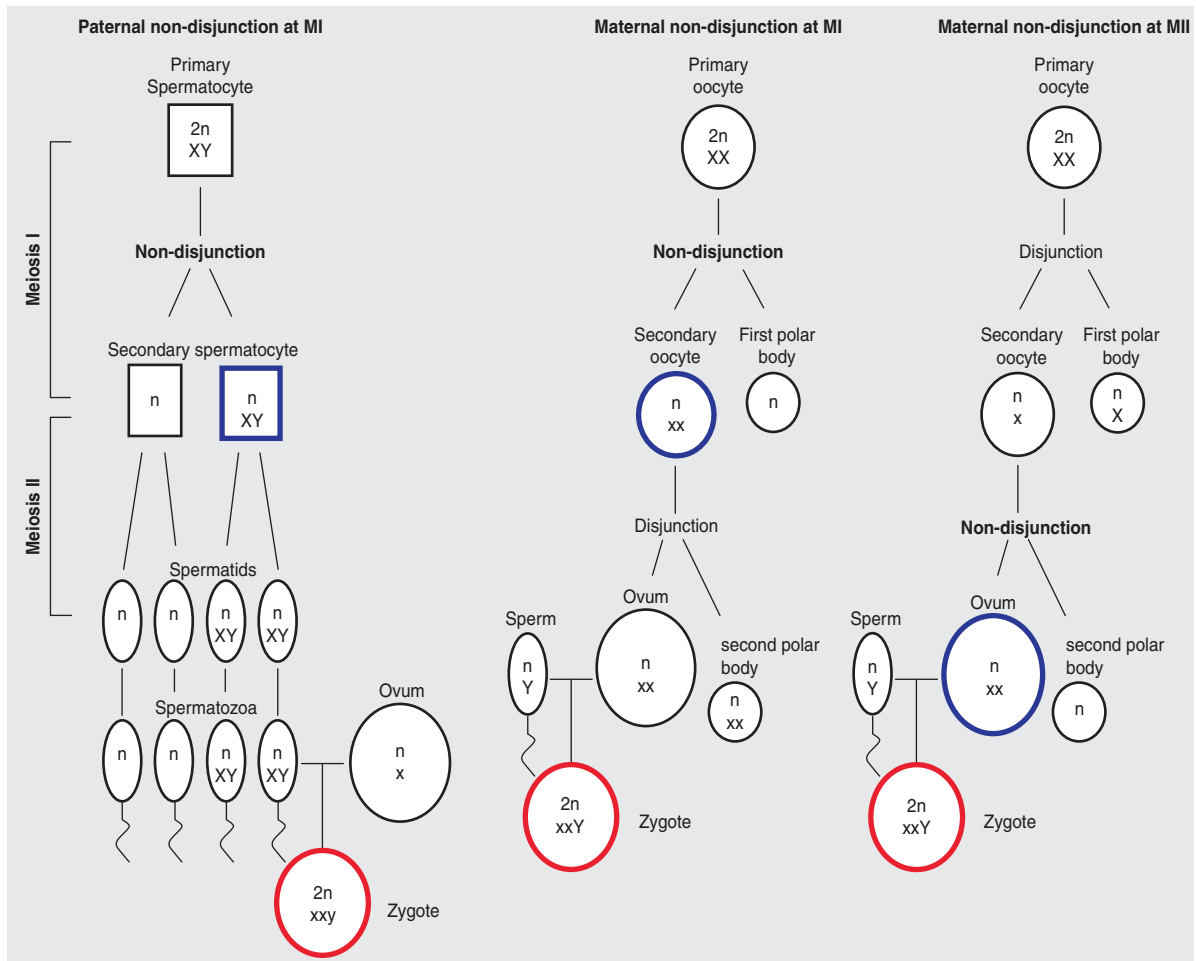 Paternal non-disjunction at MI
Primary
Spermatocyte
2n
XY
Meiosis I
Non-disjunction
Secondary spermatocyte
n
n
XY
Meiosis II
Spermatids
n
n
n
XY
n
XY
Spermatozoa
n
n
n
XY
n
XY
Ovum
n
x
2n
xxy
Zygote
Maternal non-disjunction at MI
Primary
oocyte
2n
XX
Non-disjunction
Secondary
oocyte
First polar
body
n
xx
n
Disjunction
Sperm
n
Y
Ovum
n
xx
second polar
body
n
xx
2n
xxY
Zygote
Maternal non-disjunction at MII
Primary
oocyte
2n
XX
Disjunction
Secondary
oocyte
First polar
body
n
x
n
X
Non-disjunction
Sperm
n
Y
Ovum
n
xx
second polar
body
n
2n
xxY
Zygote